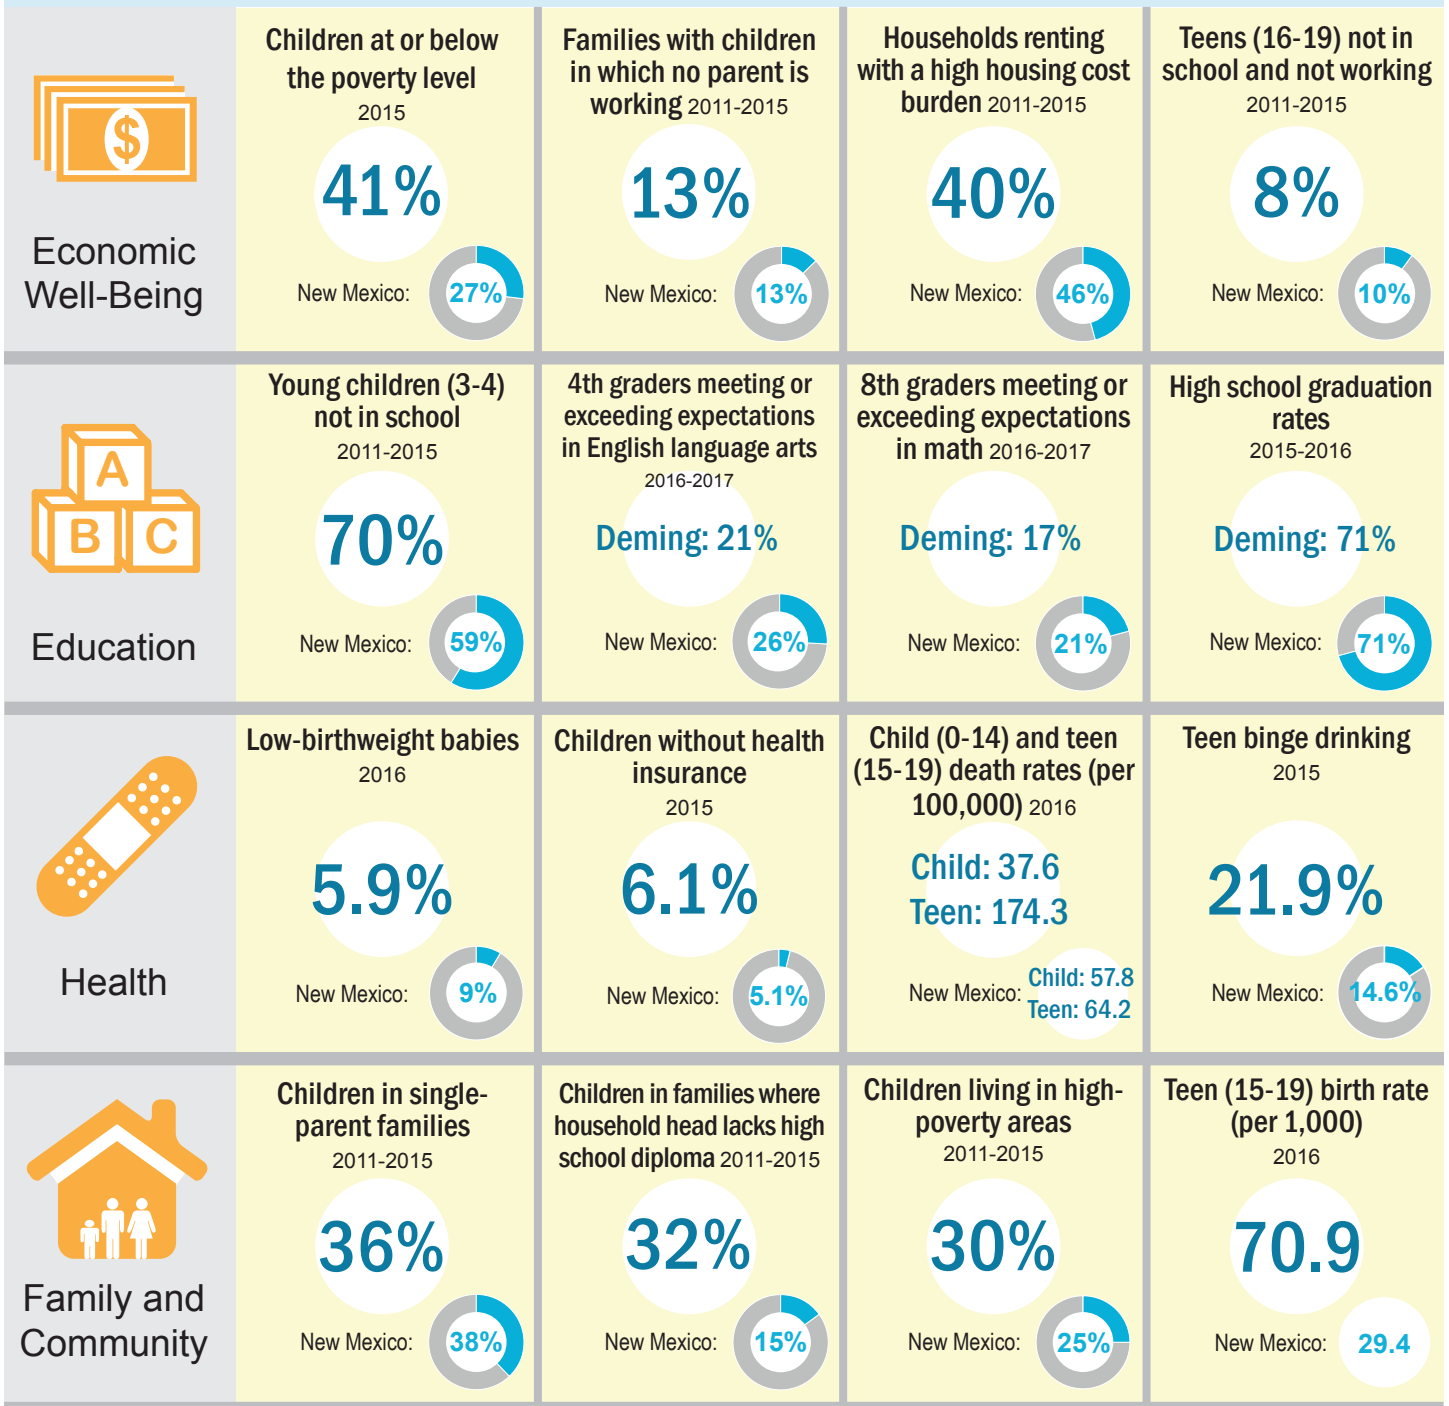 $
Economic
Well-Being
Children at or below
the poverty level
2015
41%
New Mexico: 27%
Families with children
in which no parent is
working 2011-2015
13%
New Mexico: 13%
Households renting
with a high housing cost
burden 2011-2015
40%
New Mexico: 46%
Teens (16-19) not in
school and not working
2011-2015
8%
New Mexico: 10%
A
B C
Education
Young children (3-4)
not in school
2011-2015
70%
New Mexico: 59%
4th graders meeting or
exceeding expectations
in English language arts
2016-2017
Deming: 21%
New Mexico: 26%
8th graders meeting or
exceeding expectations
in math 2016-2017
Deming: 17%
New Mexico: 21%
High school graduation
rates
2015-2016
Deming: 71%
New Mexico: 71%
Health
Low-birthweight babies
2016
5.9%
New Mexico: 9%
Children without health
insurance
2015
6.1%
New Mexico: 5.1%
Child (0-14) and teen
(15-19) death rates (per
100,000) 2016
Child: 37.6
Teen: 174.3
New Mexico: Child: 57.8
Teen: 64.2
Teen binge drinking
2015
21.9%
New Mexico: 14.6%
Family and
Community
Children in single-
parent families
2011-2015
36%
New Mexico: 38%
Children in families where
household head lacks high
school diploma 2011-2015
32%
New Mexico: 15%
Children living in high-
poverty areas
2011-2015
30%
New Mexico: 25%
Teen (15-19) birth rate
(per 1,000)
2016
70.9
New Mexico: 29.4